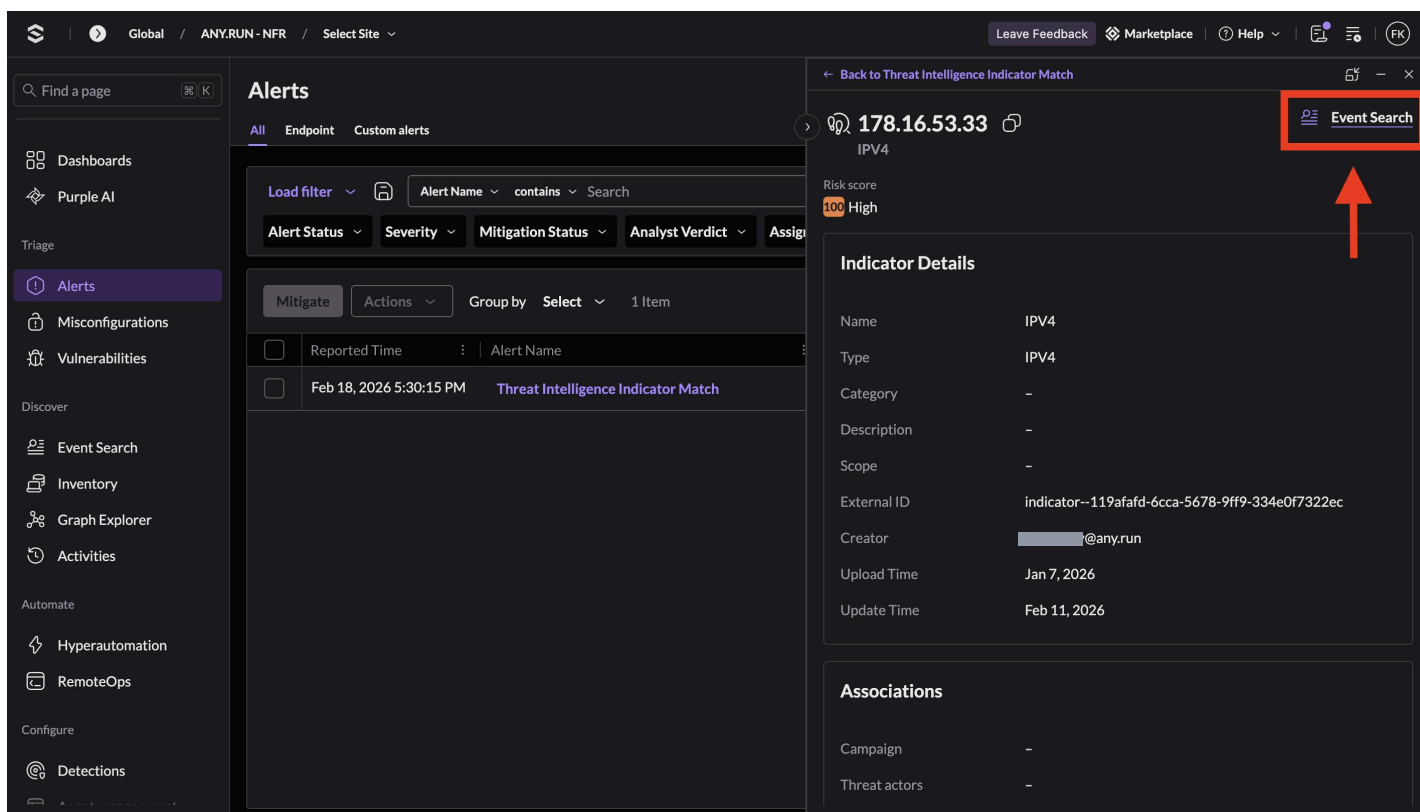 Global / ANY.RUN - NFR / Select Site
Leave Feedback Marketplace Help FK
Find a page ⌘ K
Dashboards
Purple AI
Triage
Alerts
Misconfigurations
Vulnerabilities
Discover
Event Search
Inventory
Graph Explorer
Activities
Automate
Hyperautomation
RemoteOps
Configure
Detections
Alerts
All Endpoint Custom alerts
Load filter Alert Name contains Search
Alert Status Severity Mitigation Status Analyst Verdict Assig
Mitigate Actions Group by Select 1 Item
Reported Time Alert Name
Feb 18, 2026 5:30:15 PM Threat Intelligence Indicator Match
← Back to Threat Intelligence Indicator Match
178.16.53.33
Event Search
IPV4
Risk score
100 High
Indicator Details
Name IPV4
Type IPV4
Category –
Description –
Scope –
External ID indicator--119afafd-6cca-5678-9ff9-334e0f7322ec
Creator @any.run
Upload Time Jan 7, 2026
Update Time Feb 11, 2026
Associations
Campaign –
Threat actors –